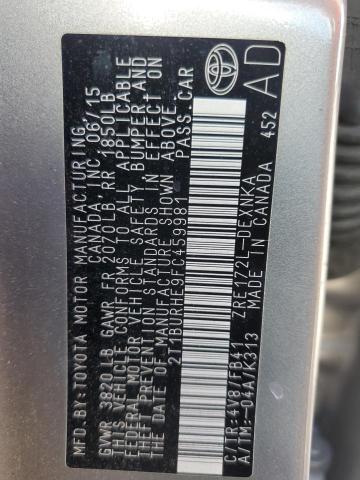 MFD.BY:TOYOTA MOTOR MANUFACTURING
CANADA, INC. 06/15
GVWR 3820 LB GAWR FR 2070LB RR 1850LB
THIS VEHICLE CONFORMS TO ALL APPLICABLE
FEDERAL MOTOR VEHICLE SAFETY, BUMPER, AND
THEFT PREVENTION STANDARDS IN EFFECT ON
THE DATE OF MANUFACTURE SHOWN ABOVE.
2T1BURHE9FC459981 PASS.CAR
C/TR:4U8/FB41 ZRE172L-DEXNKA
A/TM:-04A/K313 MADE IN CANADA 452
AD